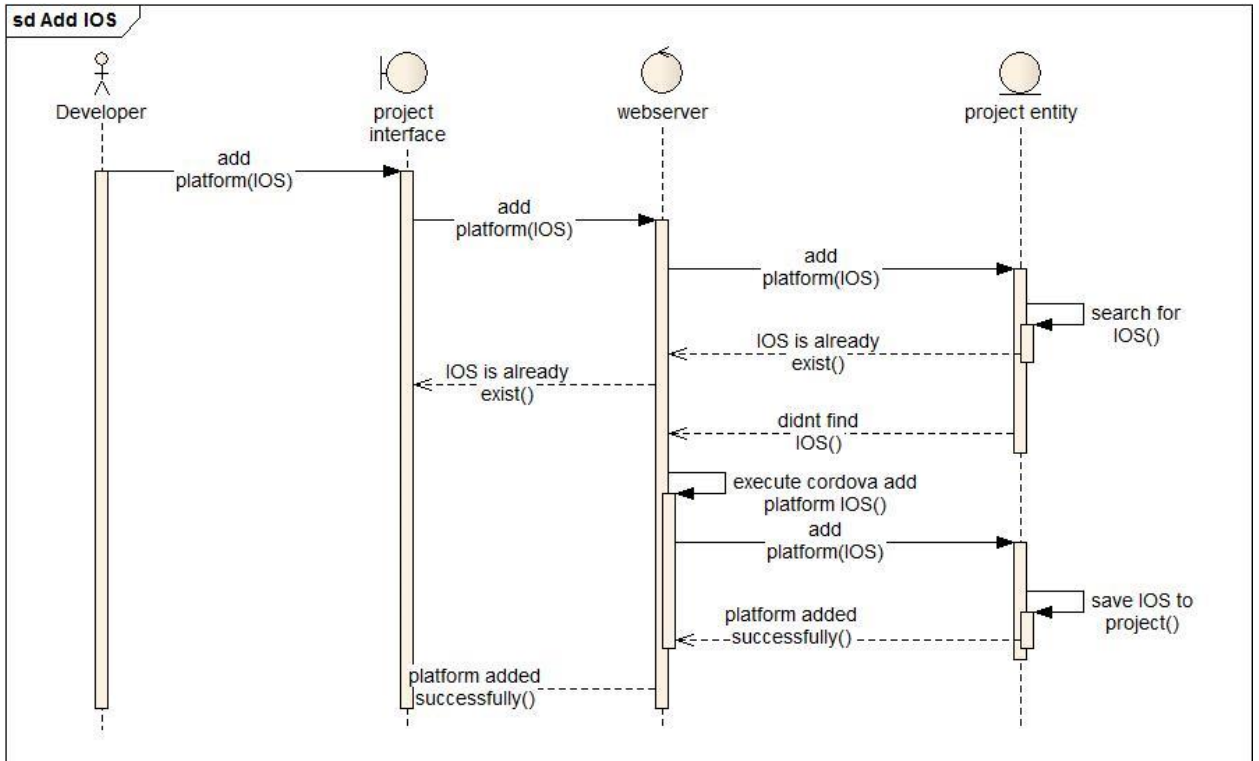 sd Add IOS
Developer
project
interface
webserver
project entity
add
platform(IOS)
add
platform(IOS)
add
platform(IOS)
search for
IOS()
IOS is already
exist()
IOS is already
exist()
didnt find
IOS()
execute cordova add
platform IOS()
add
platform(IOS)
save IOS to
project()
platform added
successfully()
platform added
successfully()